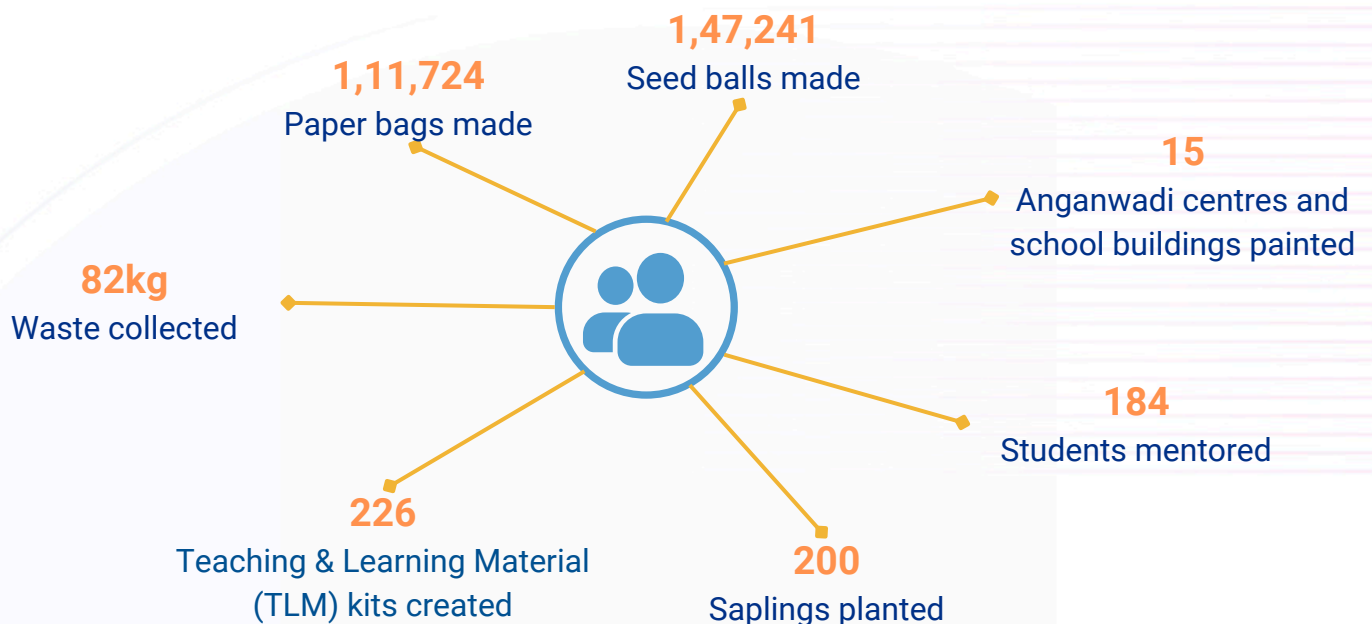 1,47,241
Seed balls made
1,11,724
Paper bags made
15
Anganwadi centres and
school buildings painted
82kg
Waste collected
184
Students mentored
226
Teaching & Learning Material
(TLM) kits created
200
Saplings planted